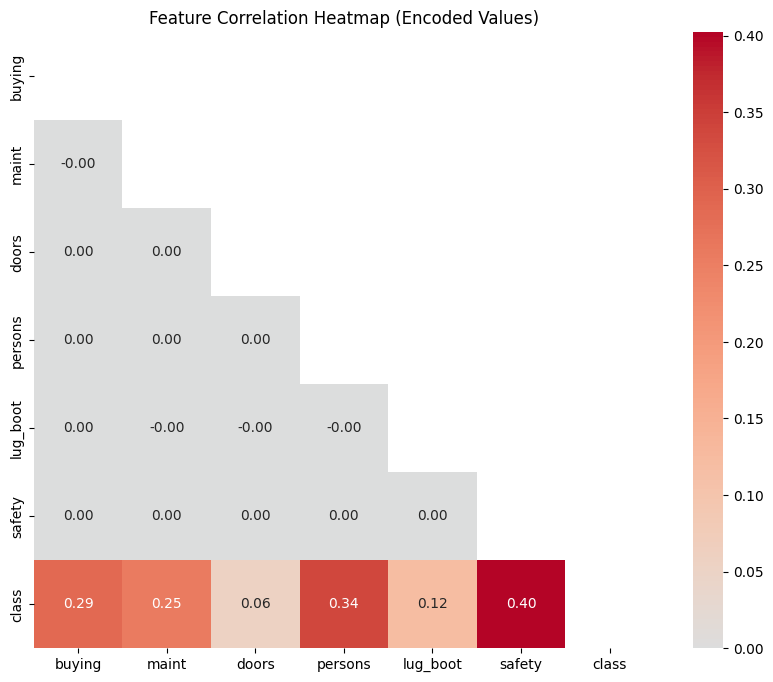 Feature Correlation Heatmap (Encoded Values)
buying
maint -0.00
doors 0.00 0.00
persons 0.00 0.00 0.00
lug_boot 0.00 -0.00 -0.00 -0.00
safety 0.00 0.00 0.00 0.00 0.00
class 0.29 0.25 0.06 0.34 0.12 0.40
buying maint doors persons lug_boot safety class
0.40
0.35
0.30
0.25
0.20
0.15
0.10
0.05
0.00